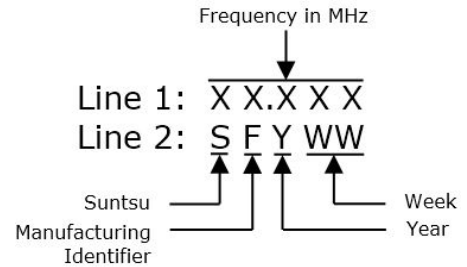 Frequency in MHz
Line 1: X X.X X X
Line 2: S F Y WW
Suntsu
Week
Manufacturing
Identifier
Year